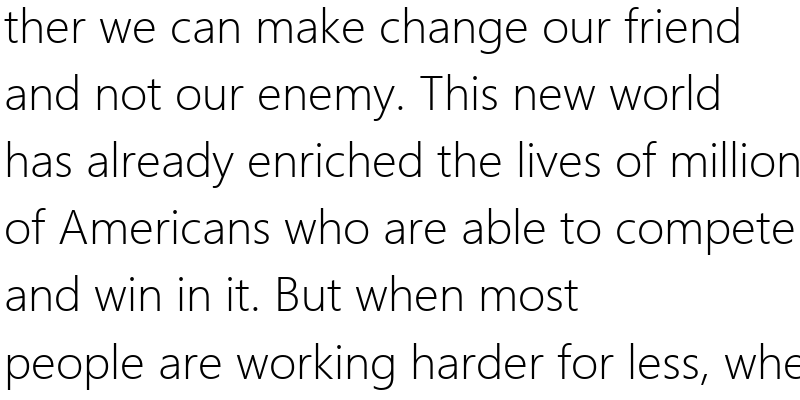 ther we can make change our friend
and not our enemy. This new world
has already enriched the lives of million
of Americans who are able to compete
and win in it. But when most
people are working harder for less, whe